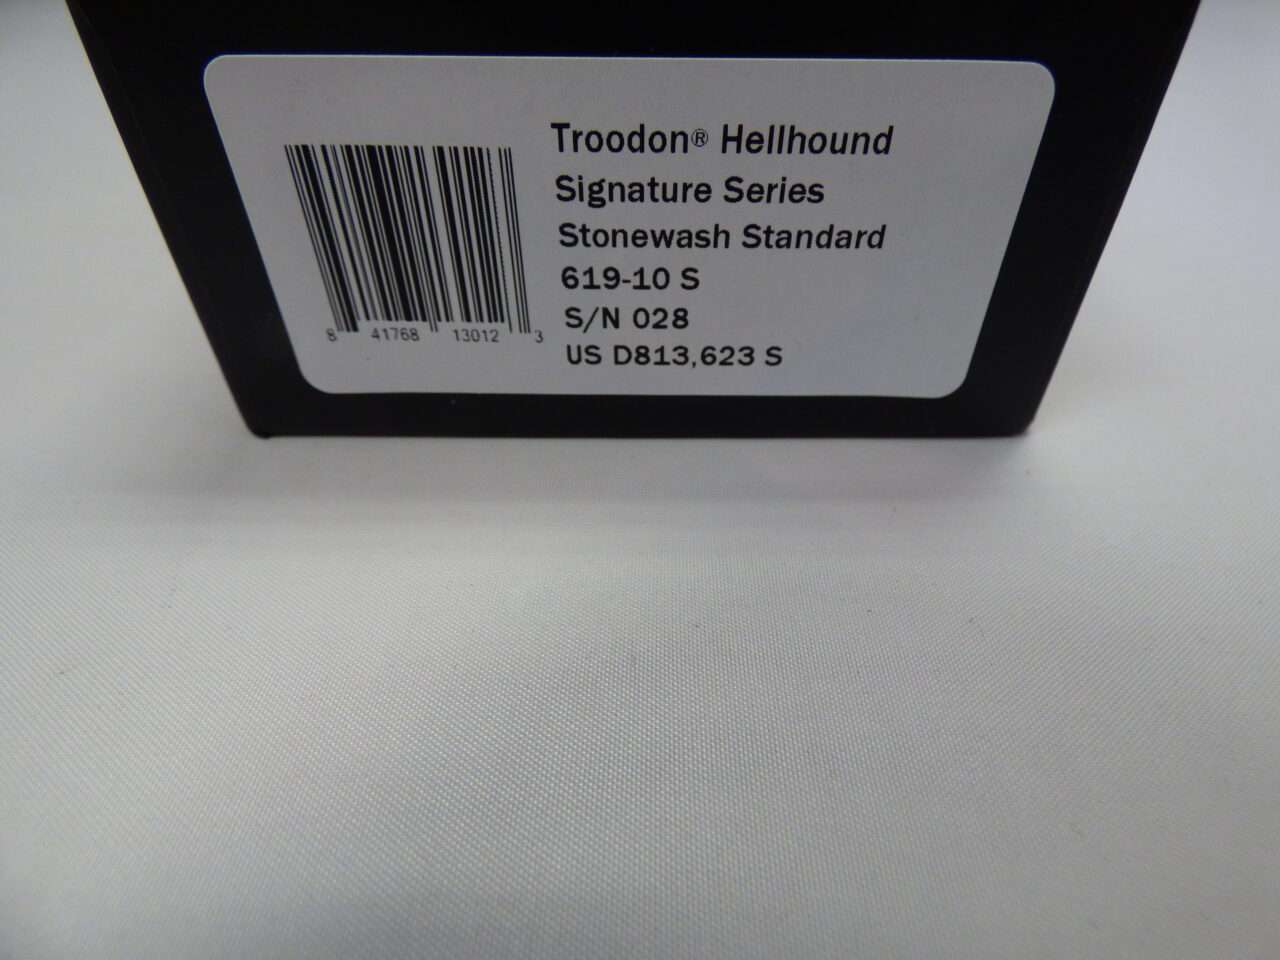 Troodon® Hellhound
Signature Series
Stonewash Standard
619-10 S
S/N 028
US D813,623 S
8 41768 13012 3